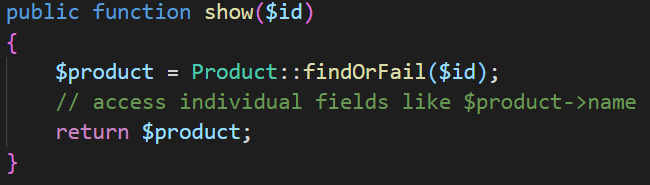 public function show($id)
{
    $product = Product::findOrFail($id);
    // access individual fields like $product->name
    return $product;
}